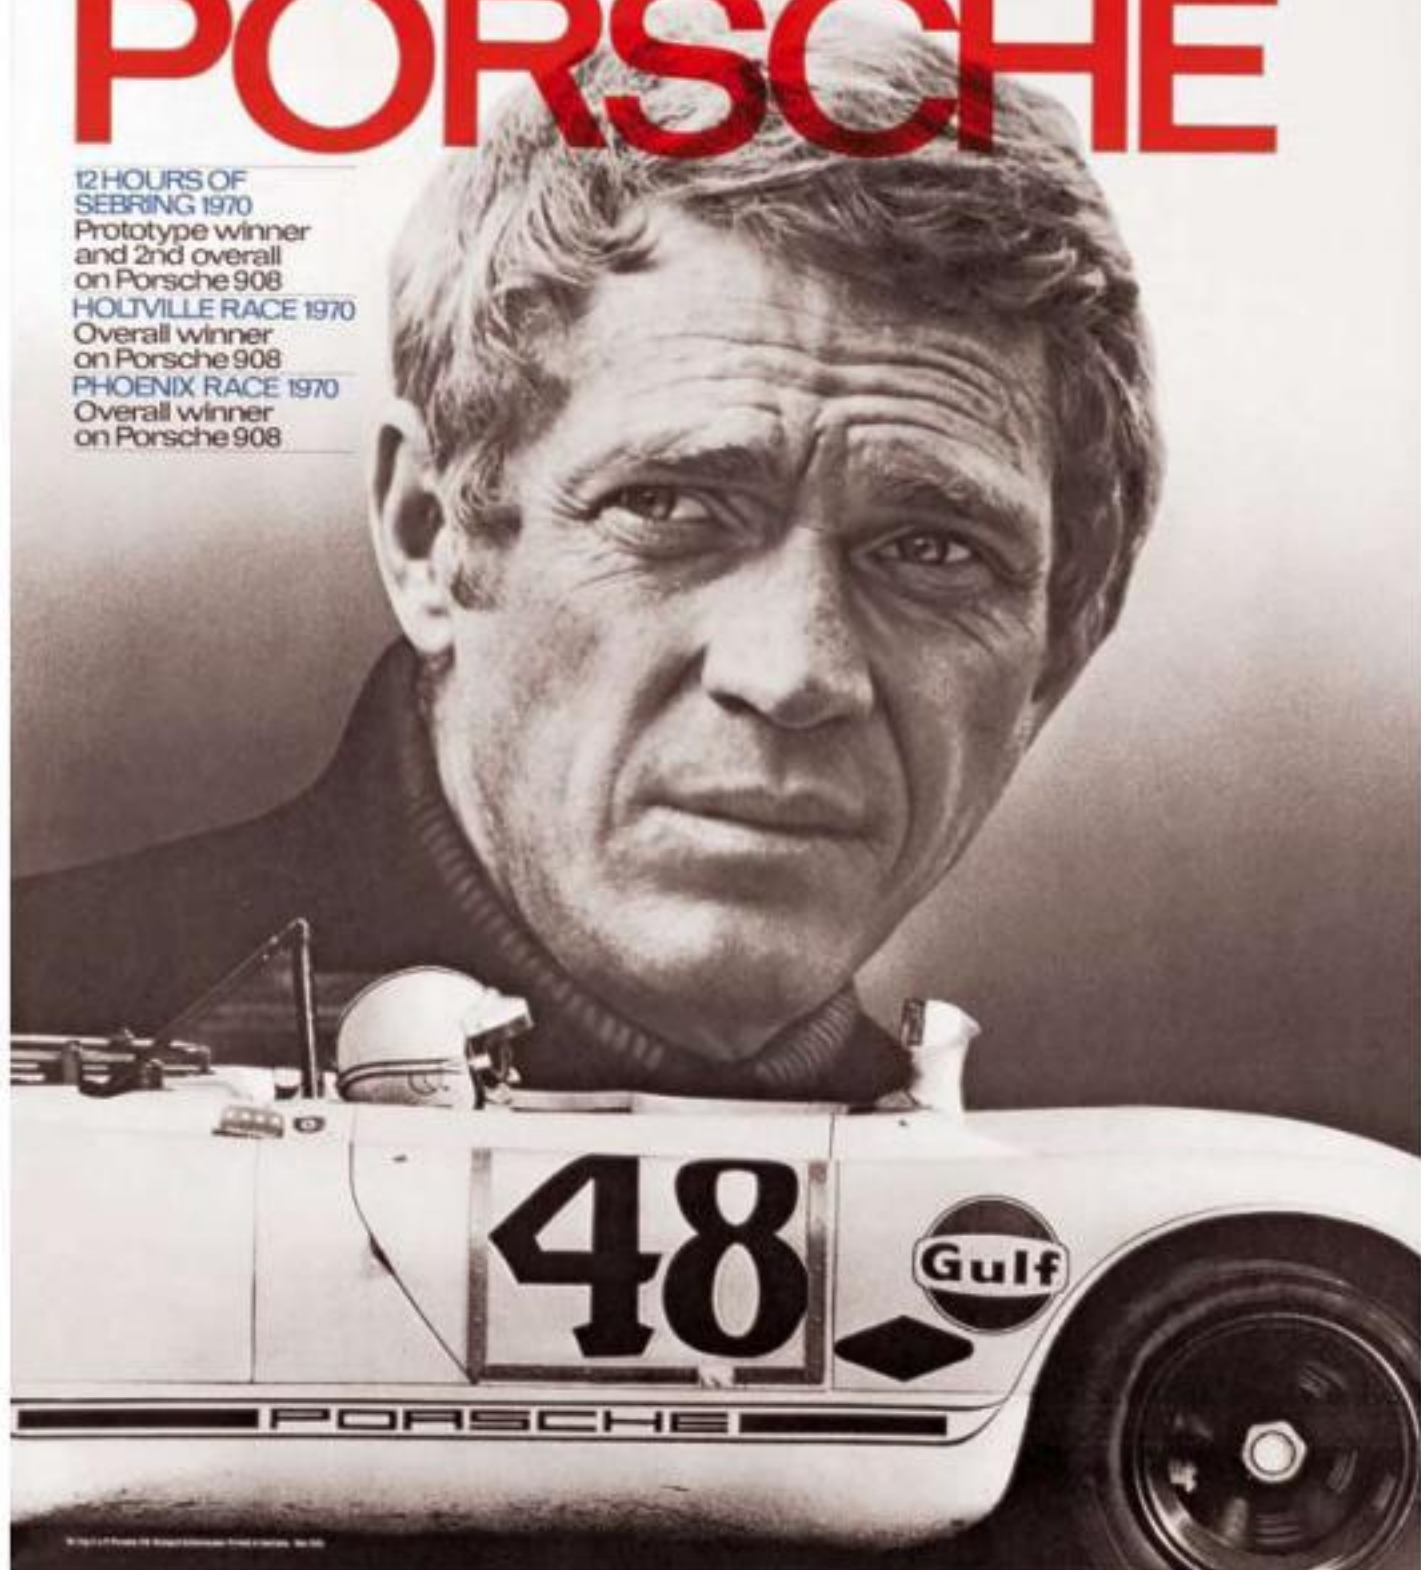 PORSCHE
12 HOURS OF
SEBRING 1970
Prototype winner
and 2nd overall
on Porsche 908
HOLTVILLE RACE 1970
Overall winner
on Porsche 908
PHOENIX RACE 1970
Overall winner
on Porsche 908
48
Gulf
PORSCHE